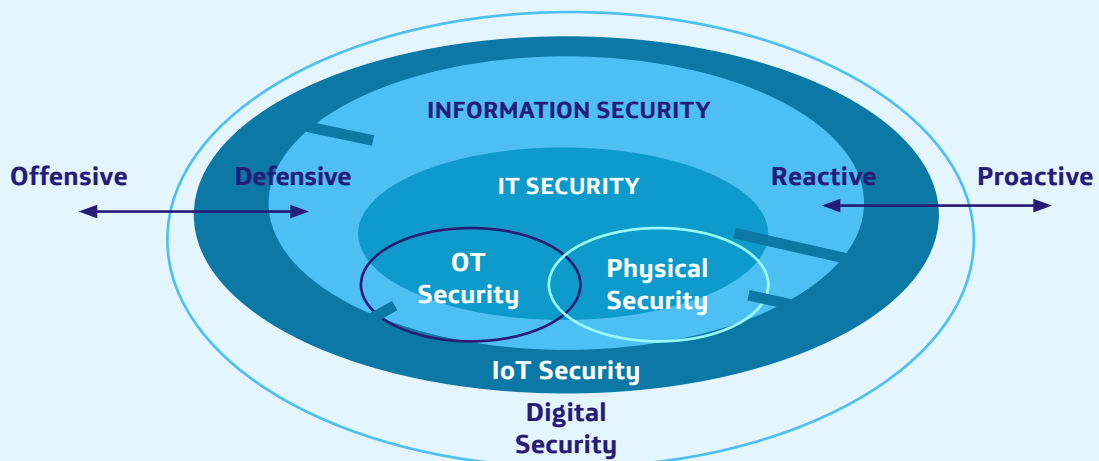 INFORMATION SECURITY
Offensive
Defensive
IT SECURITY
Reactive
Proactive
OT
Security
Physical
Security
IoT Security
Digital
Security